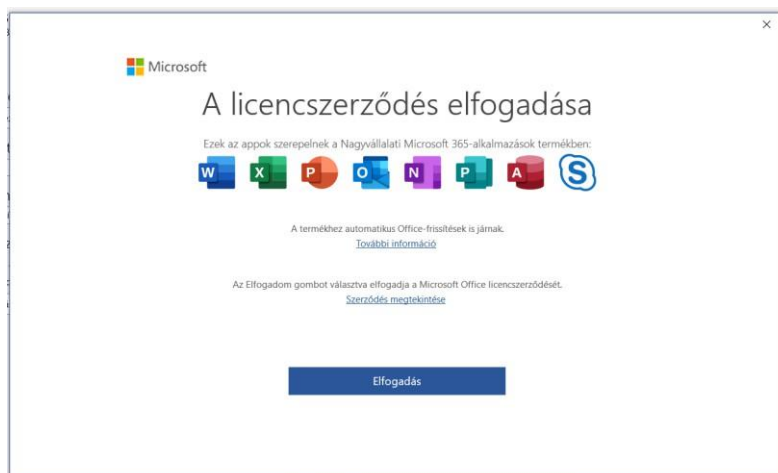 Microsoft
A licencszerződés elfogadása
Ezek az appok szerepelnek a Nagyvállalati Microsoft 365-alkalmazások termékben:
W X P O N P A S
A termékhez automatikus Office-frissítések is járnak.
További információ
Az Elfogadom gombot választva elfogadja a Microsoft Office licencszerződését.
Szerződés megtekintése
Elfogadás